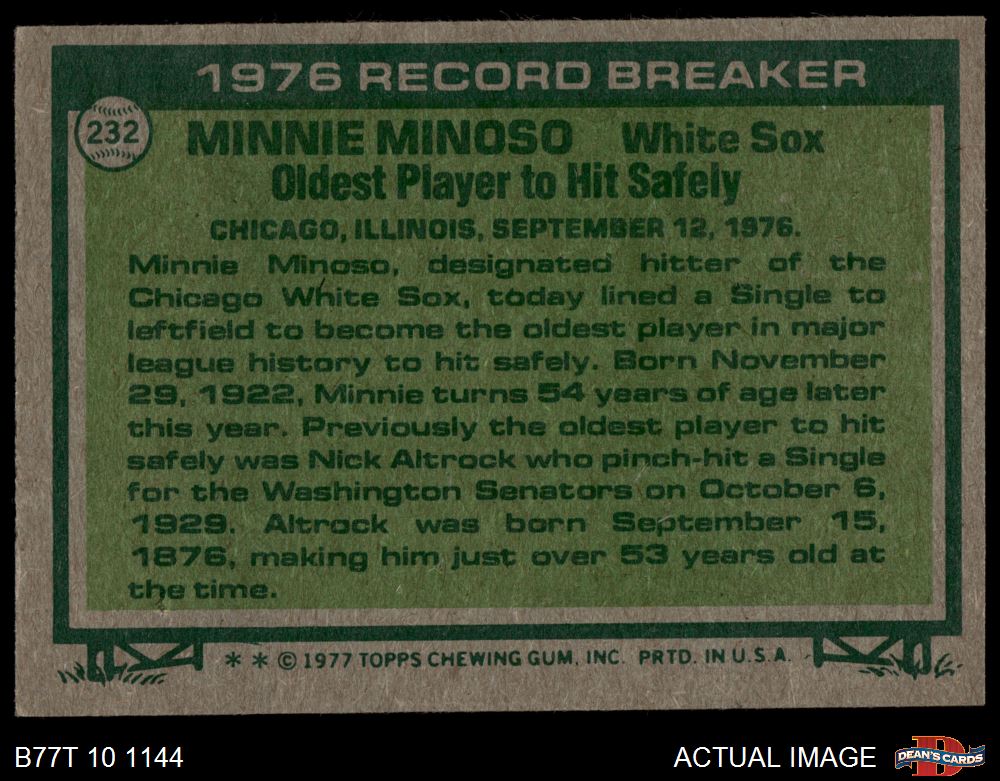 1976 RECORD BREAKER
232
MINNIE MINOSO White Sox
Oldest Player to Hit Safely
CHICAGO, ILLINOIS, SEPTEMBER 12, 1976.
Minnie Minoso, designated hitter of the
Chicago White Sox, today lined a Single to
leftfield to become the oldest player in major
league history to hit safely. Born November
29, 1922, Minnie turns 54 years of age later
this year. Previously the oldest player to hit
safely was Nick Altrock who pinch-hit a Single
for the Washington Senators on October 6,
1929. Altrock was born September 15,
1876, making him just over 53 years old at
the time.
* * © 1977 TOPPS CHEWING GUM, INC. PRTD. IN U.S.A.
B77T 10 1144
ACTUAL IMAGE
D
DEAN'S CARDS